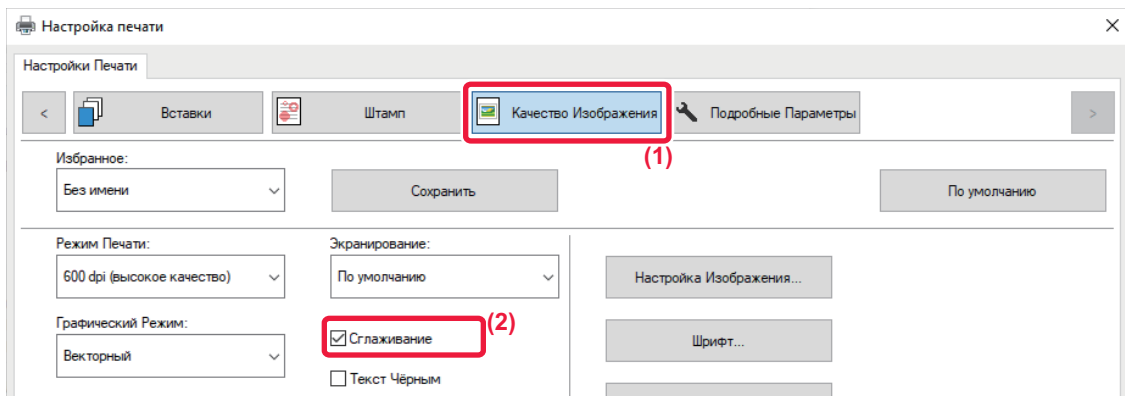 Настройка печати
Настройки Печати
< Вставки Штамп Качество Изображения Подробные Параметры >
(1)
Избранное:
Без имени Сохранить По умолчанию
Режим Печати: Экранирование:
600 dpi (высокое качество) По умолчанию Настройка Изображения...
Графический Режим: (2)
Векторный Сглаживание Шрифт...
Текст Чёрным